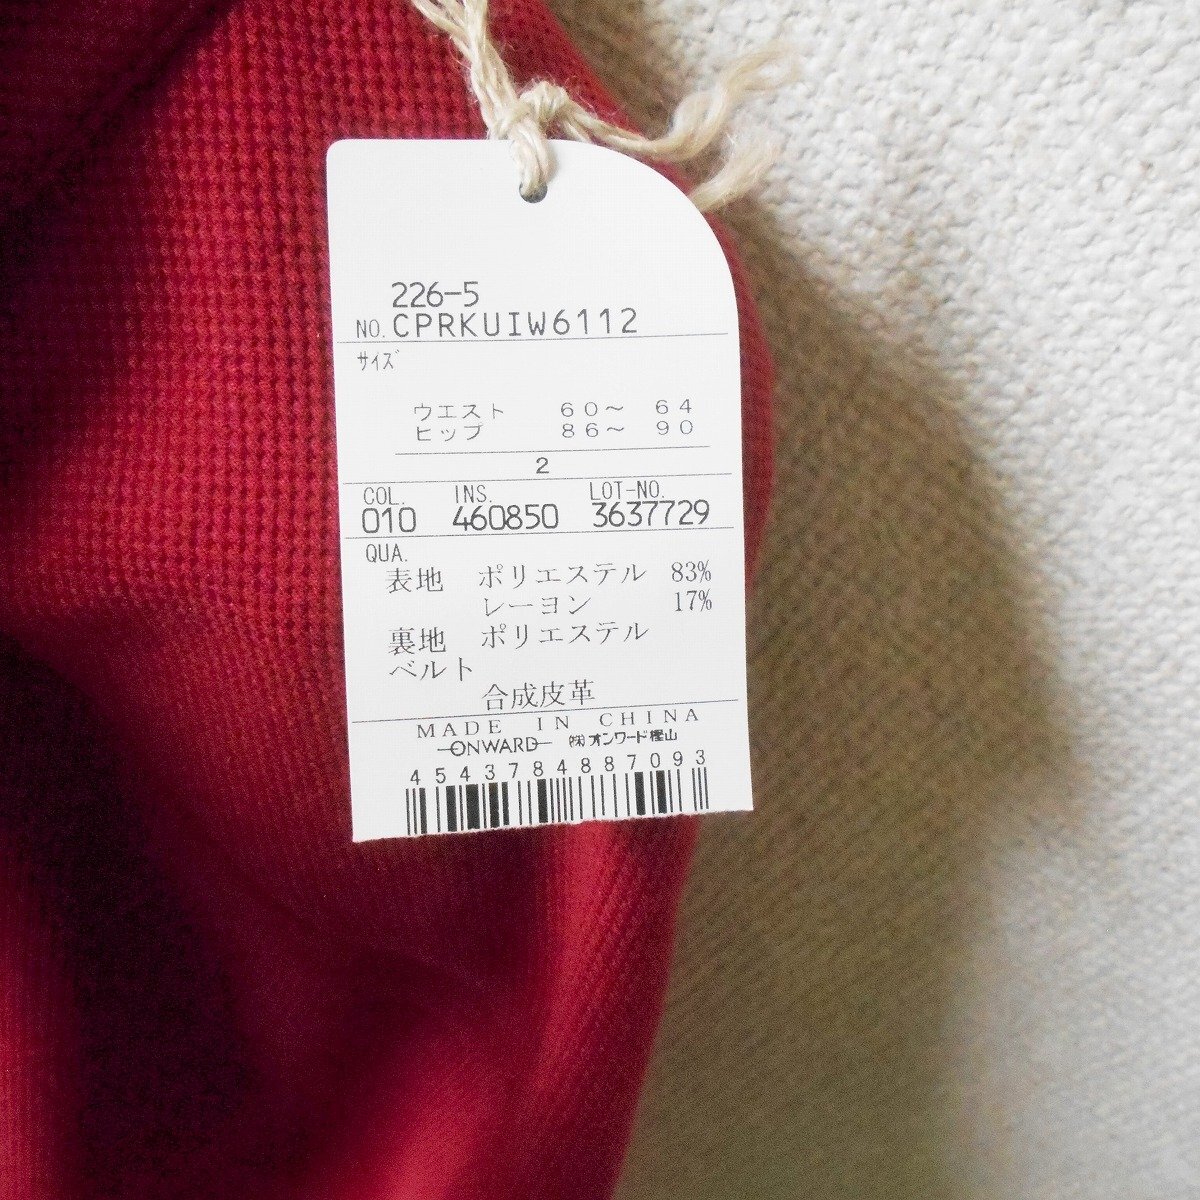 226-5
NO. CPRKUIW6112
サイズ
ウエスト 60～ 64
ヒップ 86～ 90
2
COL. INS. LOT-NO.
010 460850 3637729
QUA.
表地 ポリエステル 83%
レーヨン 17%
裏地 ポリエステル
ベルト
合成皮革
MADE IN CHINA
ONWARD ㈱オンワード樫山
4543784887093